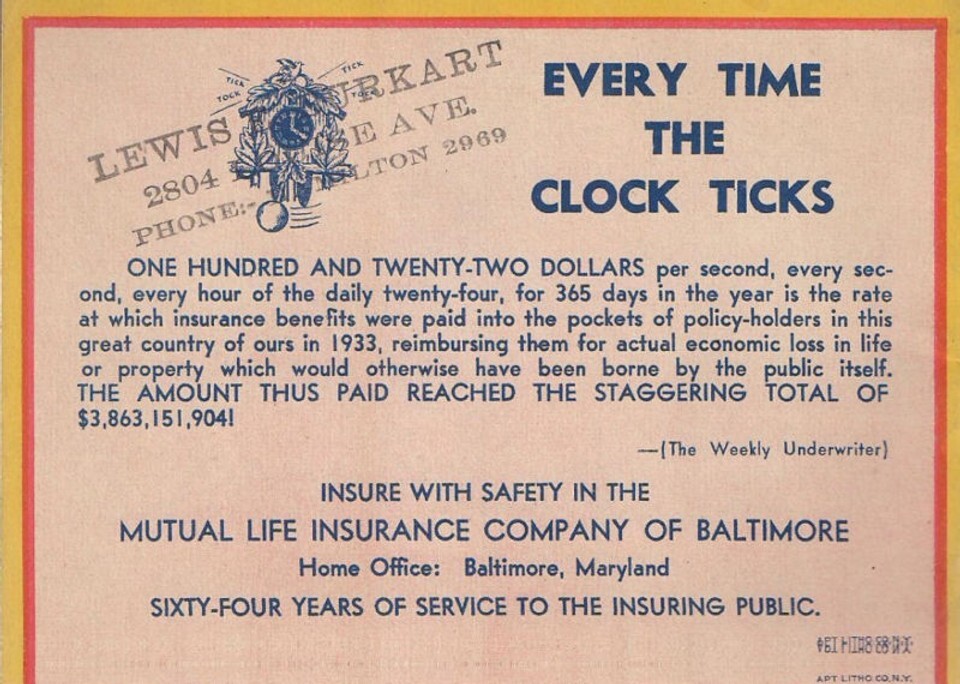 TICK
TOCK
TICK
TOCK
LEWIS
2804 AVE.
PHONE:- 2969
EVERY TIME
THE
CLOCK TICKS
ONE HUNDRED AND TWENTY-TWO DOLLARS per second, every sec-
ond, every hour of the daily twenty-four, for 365 days in the year is the rate
at which insurance benefits were paid into the pockets of policy-holders in this
great country of ours in 1933, reimbursing them for actual economic loss in life
or property which would otherwise have been borne by the public itself.
THE AMOUNT THUS PAID REACHED THE STAGGERING TOTAL OF
$3,863,151,904!
—(The Weekly Underwriter)
INSURE WITH SAFETY IN THE
MUTUAL LIFE INSURANCE COMPANY OF BALTIMORE
Home Office: Baltimore, Maryland
SIXTY-FOUR YEARS OF SERVICE TO THE INSURING PUBLIC.
APT LITHO.CO.N.Y.